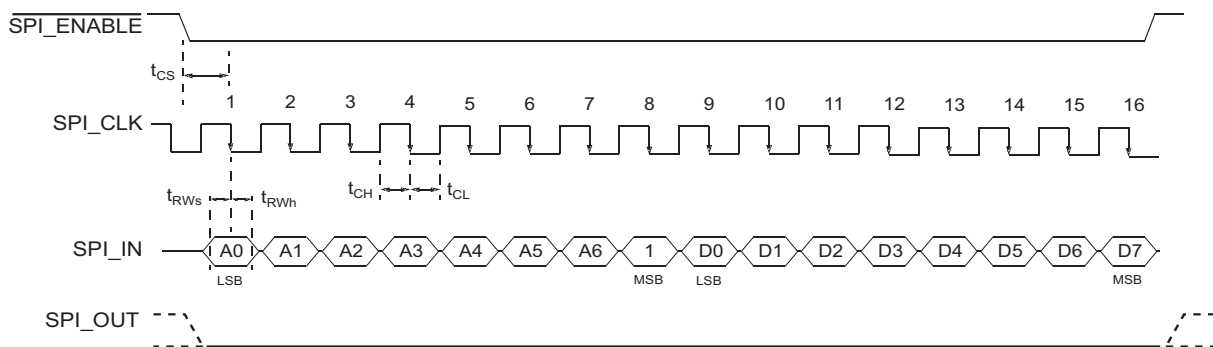 SPI_ENABLE
tCS
1 2 3 4 5 6 7 8 9 10 11 12 13 14 15 16
SPI_CLK
tRWs tRWh tCH tCL
SPI_IN A0 A1 A2 A3 A4 A5 A6 1 D0 D1 D2 D3 D4 D5 D6 D7
LSB MSB LSB MSB
SPI_OUT